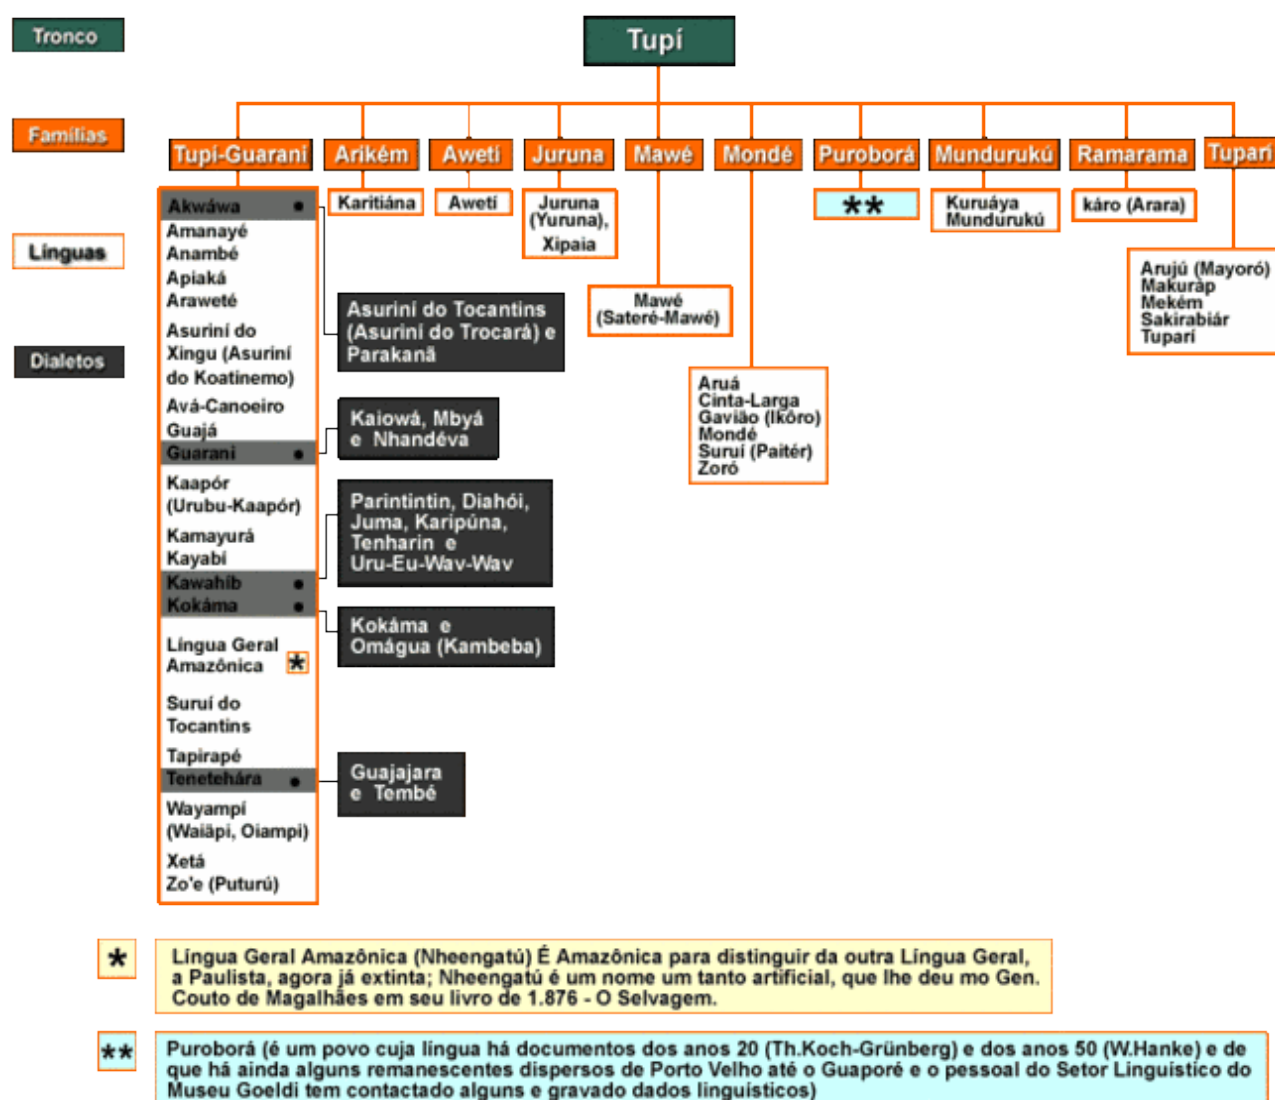 Tronco
Tupí
Famílias
Tupí-Guarani
Arikém
Awetí
Juruna
Mawé
Mondé
Puroborá
Mundurukú
Ramarama
Tuparí
Línguas
Dialetos
Akwáwa
Amanayé
Anambé
Apiaká
Araweté
Asuriní do
Xingu (Asuriní
do Koatinemo)
Avá-Canoeiro
Guajá
Guarani
Kaapór
(Urubu-Kaapór)
Kamayurá
Kayabí
Kawahíb
Kokáma
Língua Geral
Amazônica *
Suruí do
Tocantins
Tapirapé
Tenetehára
Wayampí
(Waiãpi, Oiampi)
Xetá
Zo'e (Puturú)
Asuriní do Tocantins
(Asuriní do Trocará) e
Parakanã
Kaiowá, Mbyá
e Nhandéva
Parintintin, Diahói,
Juma, Karipúna,
Tenharin e
Uru-Eu-Wav-Wav
Kokáma e
Omágua (Kambeba)
Guajajara
e Tembé
Karitiána
Awetí
Juruna
(Yuruna),
Xipaia
Mawé
(Sateré-Mawé)
Aruá
Cinta-Larga
Gavião (Ikôro)
Mondé
Suruí (Paitér)
Zoró
**
Kuruáya
Mundurukú
káro (Arara)
Arujú (Mayoró)
Makuráp
Mekém
Sakirabiár
Tuparí
*
Língua Geral Amazônica (Nheengatú) É Amazônica para distinguir da outra Língua Geral,
a Paulista, agora já extinta; Nheengatú é um nome um tanto artificial, que lhe deu mo Gen.
Couto de Magalhães em seu livro de 1.876 - O Selvagem.
**
Puroborá (é um povo cuja língua há documentos dos anos 20 (Th.Koch-Grünberg) e dos anos 50 (W.Hanke) e de
que há ainda alguns remanescentes dispersos de Porto Velho até o Guaporé e o pessoal do Setor Linguístico do
Museu Goeldi tem contactado alguns e gravado dados linguísticos)